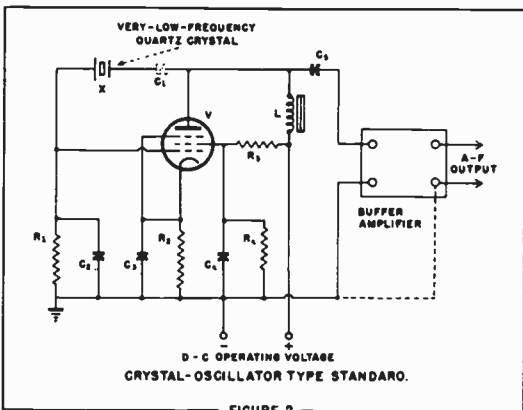 VERY-LOW-FREQUENCY
QUARTZ CRYSTAL
X
C1
C5
V
L
R3
R1
C2
C3
R2
C4
R4
BUFFER
AMPLIFIER
A-F
OUTPUT
- +
D-C OPERATING VOLTAGE
CRYSTAL-OSCILLATOR TYPE STANDARD.
FIGURE 2